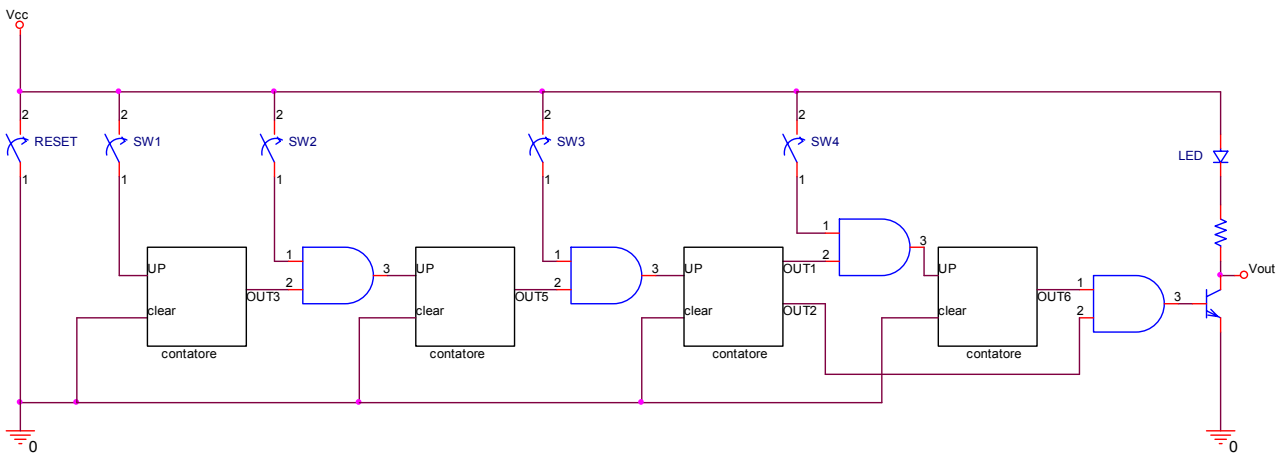 Vcc
2
2
2
2
2
RESET
SW1
SW2
SW3
SW4
LED
1
1
1
1
1
1
2
3
1
2
3
1
2
3
1
2
3
UP
clear
OUT3
contatore
UP
clear
OUT5
contatore
UP
clear
OUT1
OUT2
contatore
UP
clear
OUT6
contatore
Vout
0
0